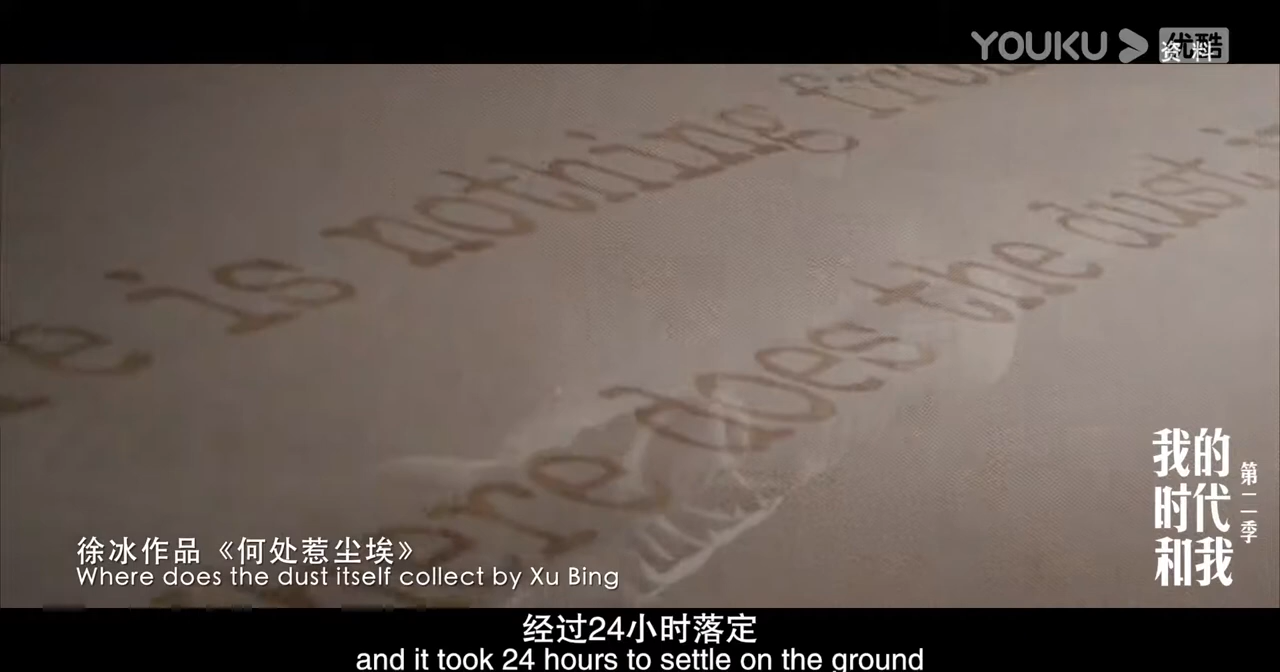 YOUKU 优酷
资料
e is nothing fro
ere does the dust i
我的
时代
和我
第二季
徐冰作品《何处惹尘埃》
Where does the dust itself collect by Xu Bing
经过24小时落定
and it took 24 hours to settle on the ground